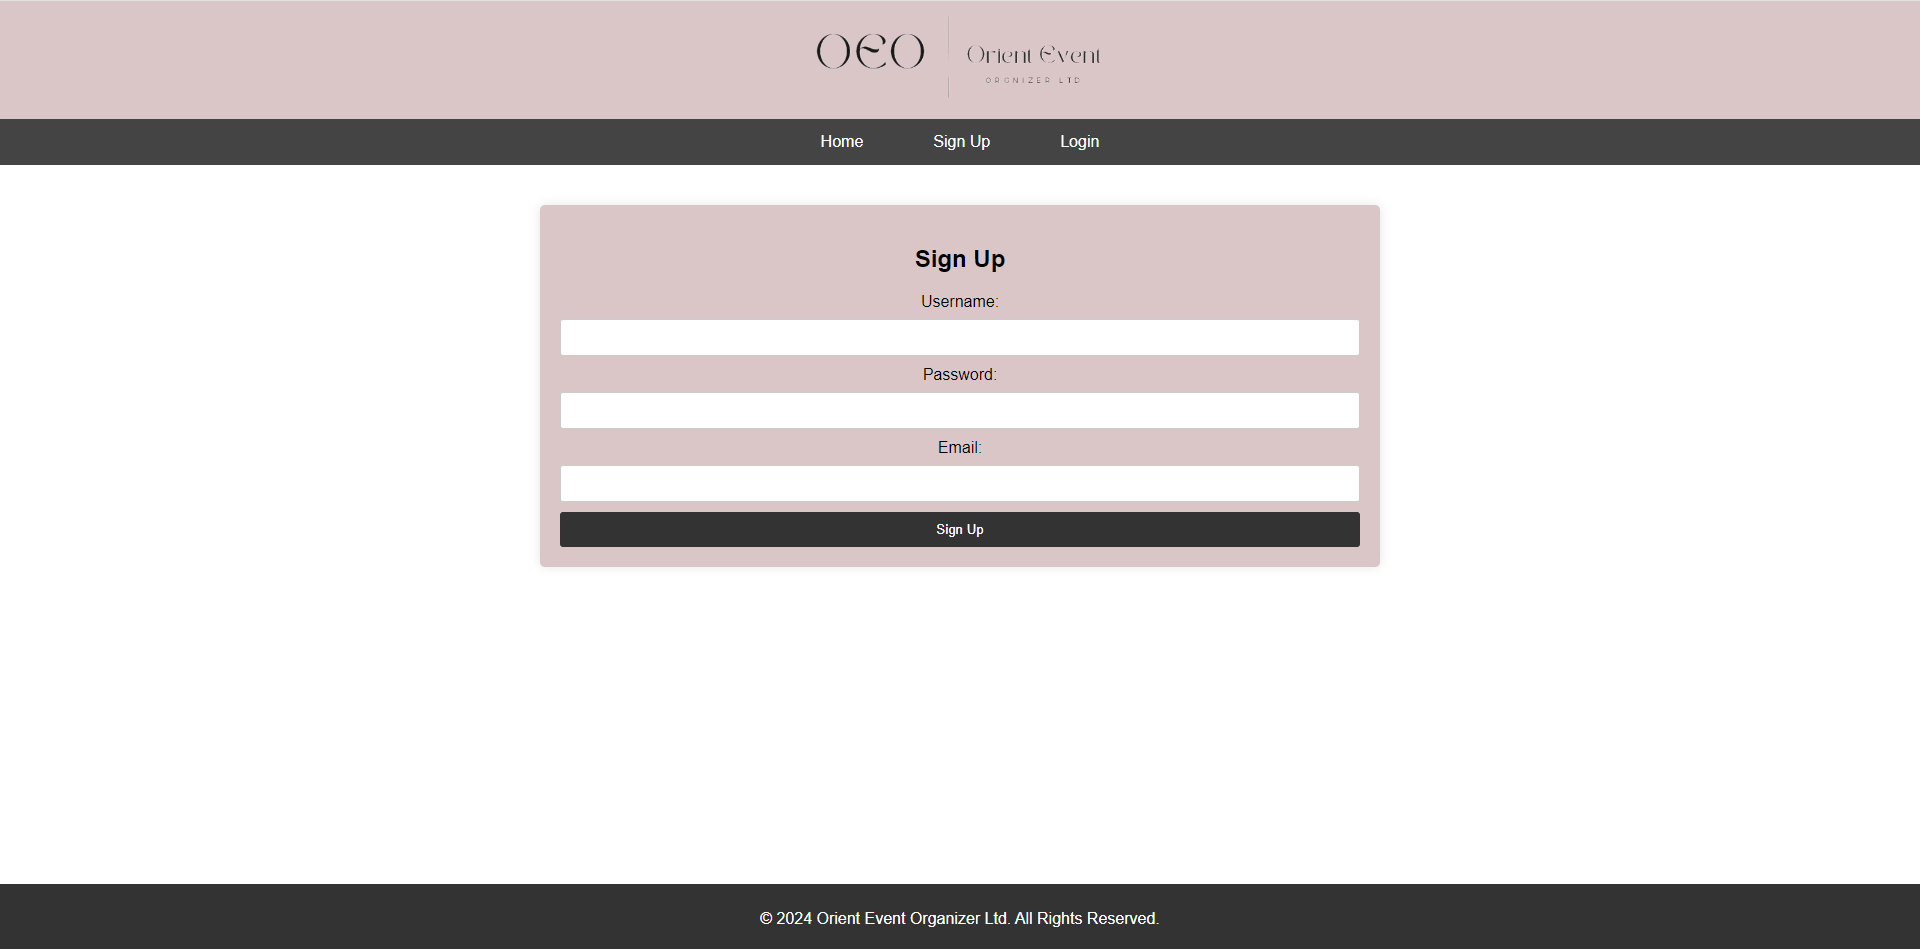 OEO
Orient Event
ORGNIZER LTD
Home Sign Up Login
Sign Up
Username:
Password:
Email:
Sign Up
© 2024 Orient Event Organizer Ltd. All Rights Reserved.